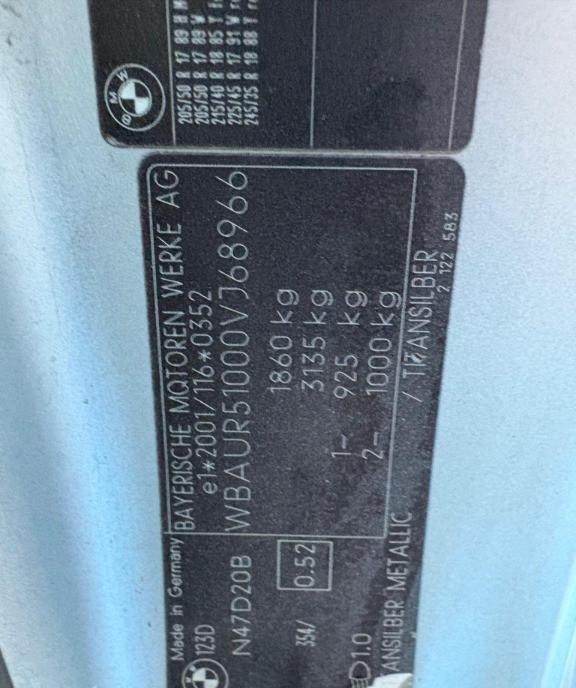 BMW
205/50 R 17 89 H M
205/50 R 17 89 W
215/40 R 18 85 Y
225/45 R 17 91 W
245/35 R 18 88 Y
Made in Germany
BAYERISCHE MOTOREN WERKE AG
123D
e1*2001/116*0352
N47D20B
WBAUR51000VJ68966
1860 kg
354/
0.52
3135 kg
1- 925 kg
1.0
2- 1000 kg
ANSILBER METALLIC / TITANSILBER
2 122 583